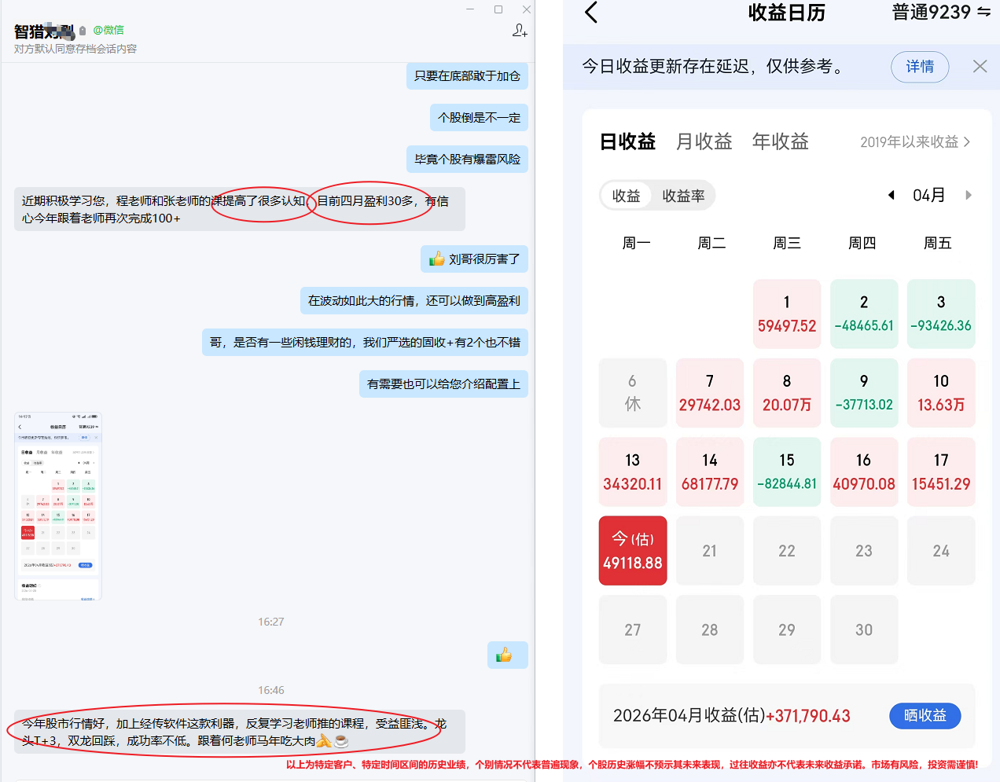 智猎
@微信
对方默认同意存档会话内容
只要在底部敢于加仓
个股倒是不一定
毕竟个股有爆雷风险
近期积极学习您，程老师和张老师的课提高了很多认知，目前四月盈利30多，有信
心今年跟着老师再次完成100+
👍 刘哥很厉害了
在波动如此大的行情，还可以做到高盈利
哥，是否有一些闲钱理财的，我们严选的固收+有2个也不错
有需要也可以给您介绍配置上
16:27
👍
16:46
今年股市行情好，加上经传软件这款利器，反复学习老师推的课程，受益匪浅。龙
头T+3，双龙回踩，成功率不低。跟着何老师马年吃大肉
收益日历
普通9239
今日收益更新存在延迟，仅供参考。
详情
日收益 月收益 年收益 2019年以来收益 >
收益 收益率 04月
周一 周二 周三 周四 周五
1 2 3
59497.52 -48465.61 -93426.36
6 7 8 9 10
休 29742.03 20.07万 -37713.02 13.63万
13 14 15 16 17
34320.11 68177.79 -82844.81 40970.08 15451.29
今(估) 21 22 23 24
49118.88
27 28 29 30
2026年04月收益(估)+371,790.43
晒收益
以上为特定客户、特定时间区间的历史业绩，个别情况不代表普遍现象，个股历史涨幅不预示其未来表现，过往收益亦不代表未来收益承诺。市场有风险，投资需谨慎!